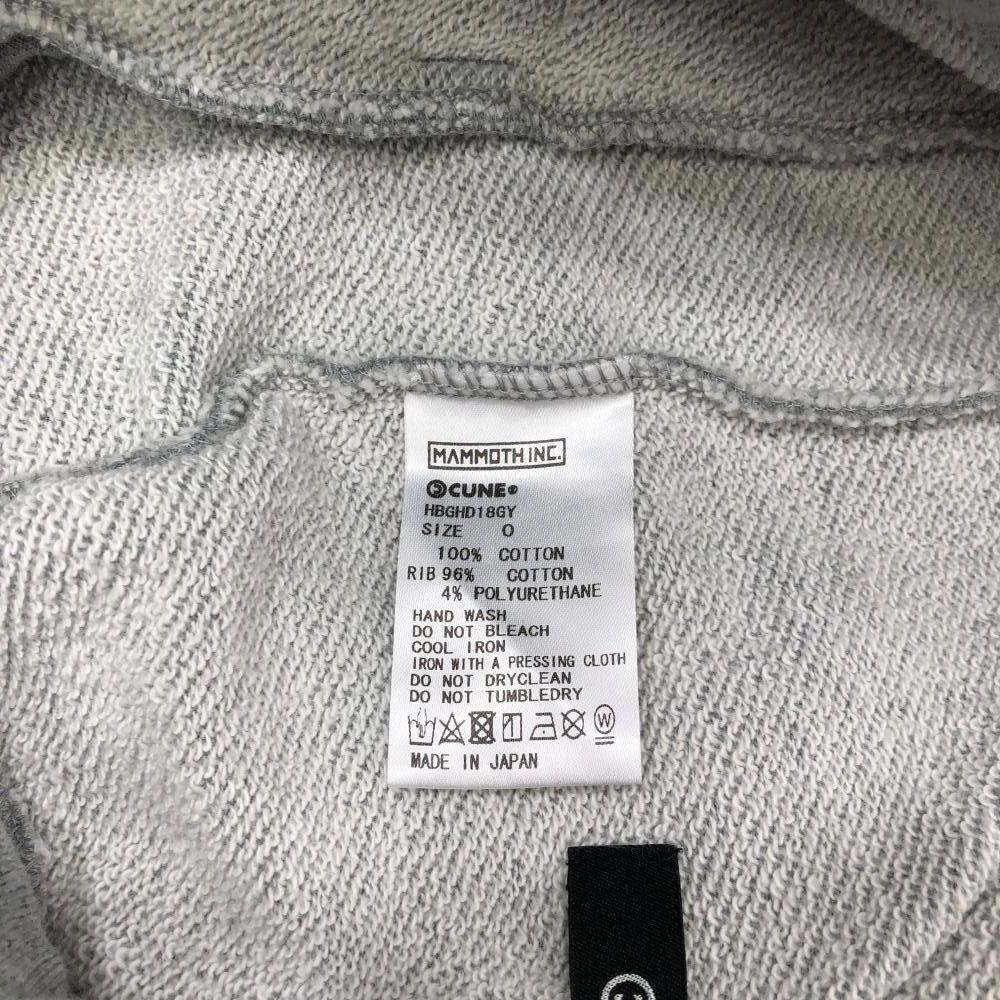 MAMMOTH INC.
CUNE®
HBGHD18GY
SIZE O
100% COTTON
RIB 96% COTTON
4% POLYURETHANE
HAND WASH
DO NOT BLEACH
COOL IRON
IRON WITH A PRESSING CLOTH
DO NOT DRYCLEAN
DO NOT TUMBLEDRY
W
MADE IN JAPAN